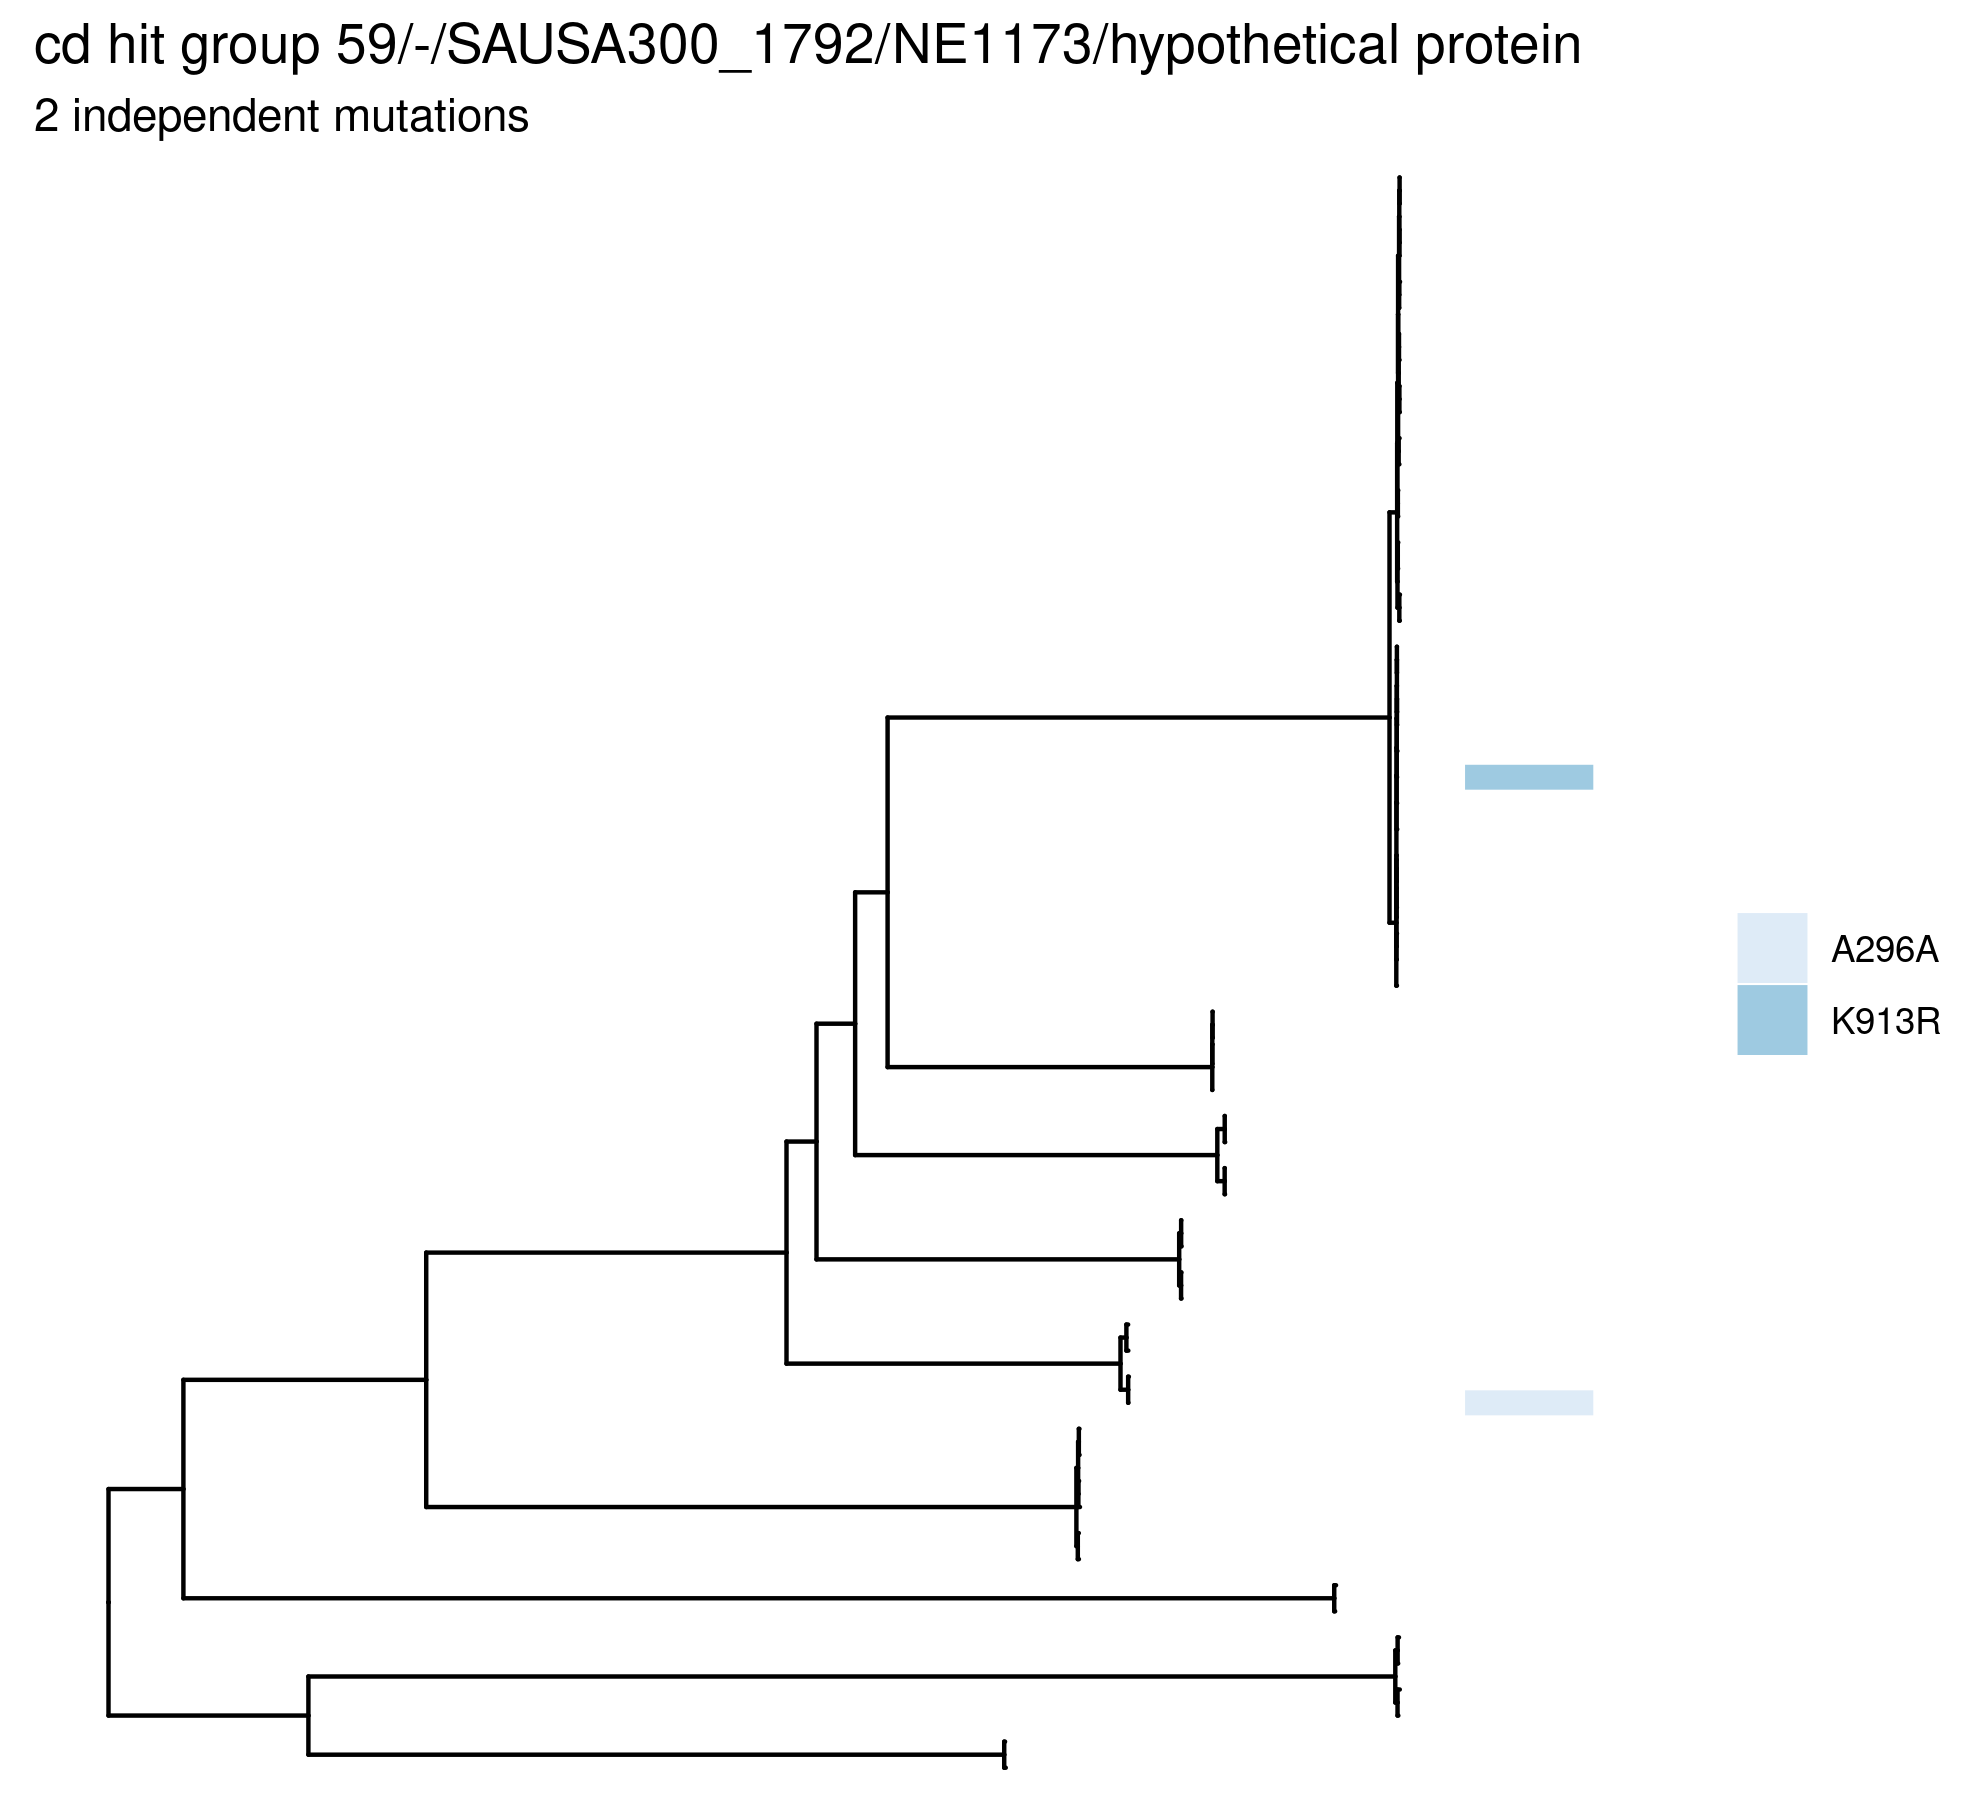 cd hit group 59/-/SAUSA300_1792/NE1173/hypothetical protein
2 independent mutations
A296A
K913R